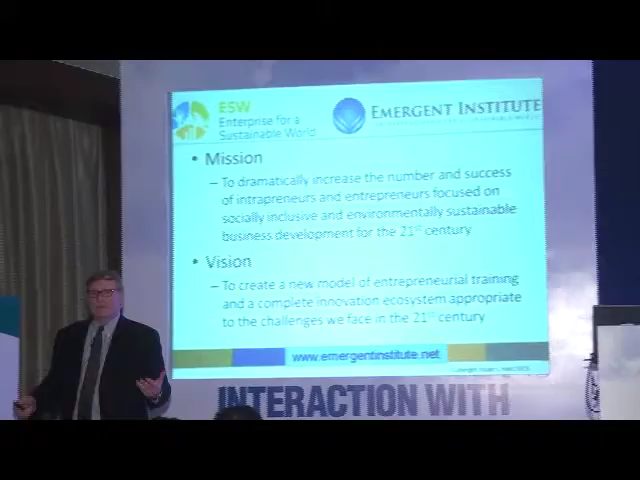 ESW
Enterprise for a
Sustainable World
EMERGENT INSTITUTE
• Mission
– To dramatically increase the number and success
of intrapreneurs and entrepreneurs focused on
socially inclusive and environmentally sustainable
business development for the 21st century
• Vision
– To create a new model of entrepreneurial training
and a complete innovation ecosystem appropriate
to the challenges we face in the 21st century
www.emergentinstitute.net
INTERACTION WITH